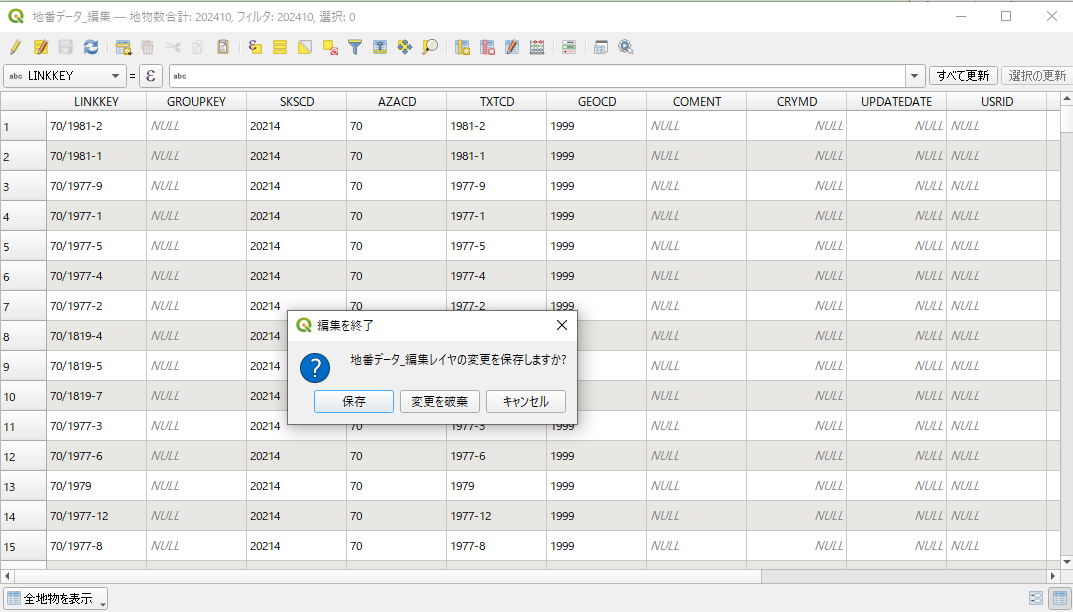 地番データ_編集 — 地物数合計: 202410, フィルタ: 202410, 選択: 0
abc LINKKEY = ε abc すべて更新 選択の更新
LINKKEY GROUPKEY SKSCD AZACD TXTCD GEOCD COMENT CRYMD UPDATEDATE USRID
1 70/1981-2 NULL 20214 70 1981-2 1999 NULL NULL NULL NULL
2 70/1981-1 NULL 20214 70 1981-1 1999 NULL NULL NULL NULL
3 70/1977-9 NULL 20214 70 1977-9 1999 NULL NULL NULL NULL
4 70/1977-1 NULL 20214 70 1977-1 1999 NULL NULL NULL NULL
5 70/1977-5 NULL 20214 70 1977-5 1999 NULL NULL NULL NULL
6 70/1977-4 NULL 20214 70 1977-4 1999 NULL NULL NULL NULL
7 70/1977-2 NULL 20214 70 1977-2 1999 NULL NULL NULL NULL
8 70/1819-4 NULL 20214 NULL NULL NULL NULL
9 70/1819-5 NULL 20214 NULL NULL NULL NULL
10 70/1819-7 NULL 20214 NULL NULL NULL NULL
11 70/1977-3 NULL 20214 70 1977-3 1999 NULL NULL NULL NULL
12 70/1977-6 NULL 20214 70 1977-6 1999 NULL NULL NULL NULL
13 70/1979 NULL 20214 70 1979 1999 NULL NULL NULL NULL
14 70/1977-12 NULL 20214 70 1977-12 1999 NULL NULL NULL NULL
15 70/1977-8 NULL 20214 70 1977-8 1999 NULL NULL NULL NULL
編集を終了
?
地番データ_編集レイヤの変更を保存しますか?
保存 変更を破棄 キャンセル
全地物を表示